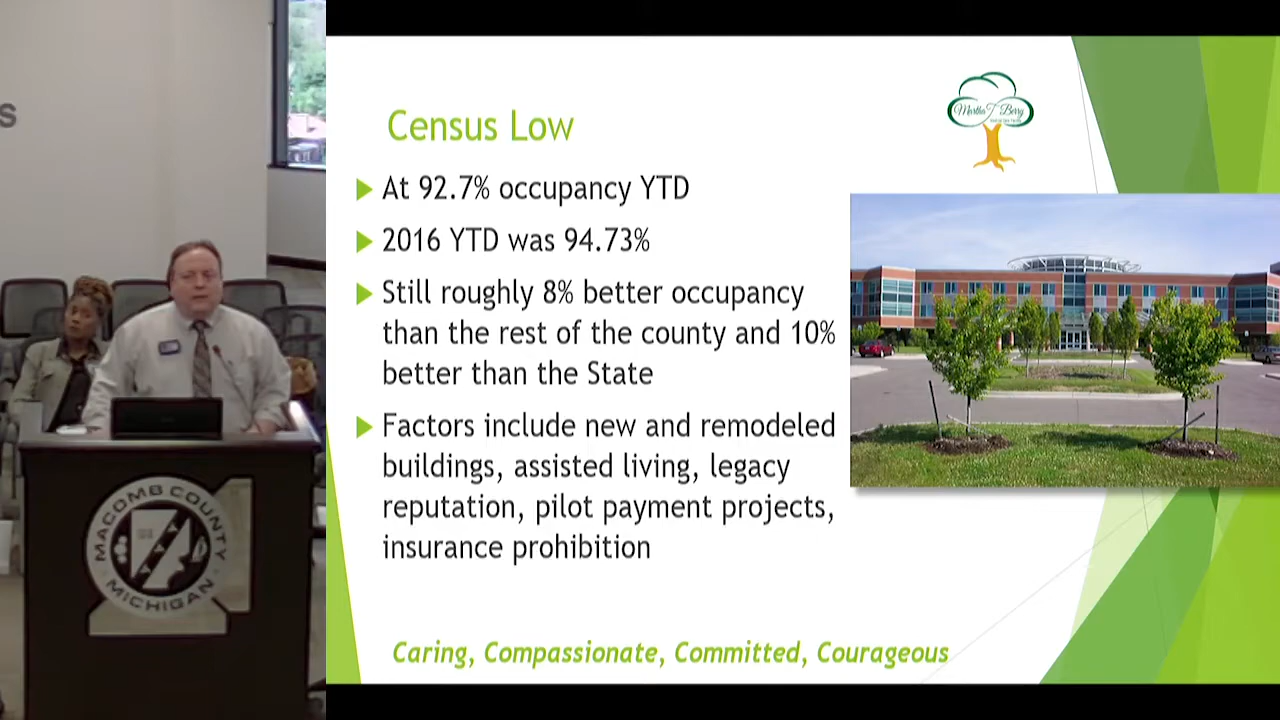 s
Census Low
At 92.7% occupancy YTD
2016 YTD was 94.73%
Still roughly 8% better occupancy
than the rest of the county and 10%
better than the State
Factors include new and remodeled
buildings, assisted living, legacy
reputation, pilot payment projects,
insurance prohibition
Caring, Compassionate, Committed, Courageous
Martha T Berry
MACOMB COUNTY
MICHIGAN